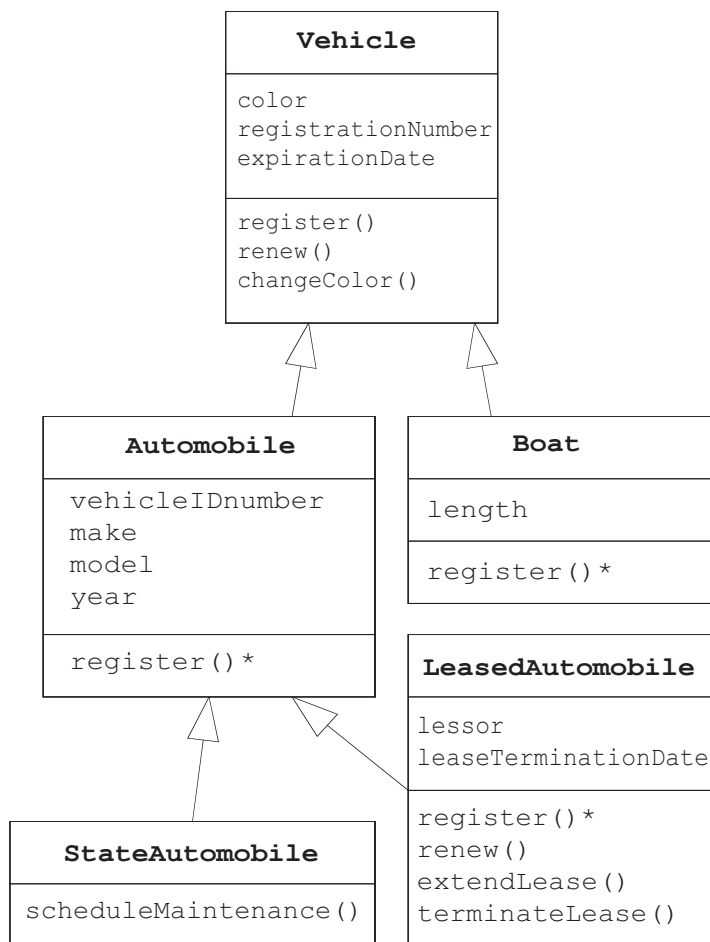 Vehicle
color
registrationNumber
expirationDate
register()
renew()
changeColor()
Automobile
vehicleIDnumber
make
model
year
register()*
Boat
length
register()*
LeasedAutomobile
lessor
leaseTerminationDate
register()*
renew()
extendLease()
terminateLease()
StateAutomobile
scheduleMaintenance()